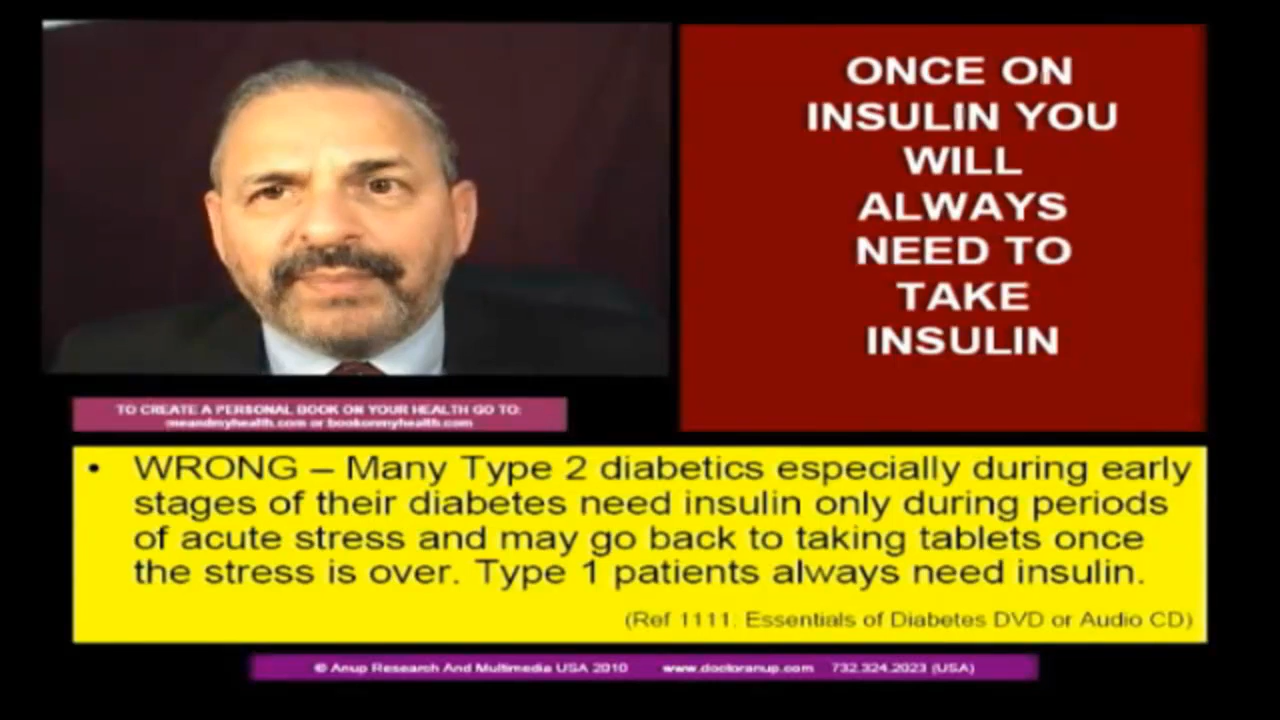 ONCE ON
INSULIN YOU
WILL
ALWAYS
NEED TO
TAKE
INSULIN
TO CREATE A PERSONAL BOOK ON YOUR HEALTH GO TO:
meandmyhealth.com or bookonmyhealth.com
• WRONG – Many Type 2 diabetics especially during early
stages of their diabetes need insulin only during periods
of acute stress and may go back to taking tablets once
the stress is over. Type 1 patients always need insulin.
(Ref 1111. Essentials of Diabetes DVD or Audio CD)
© Anup Research And Multimedia USA 2010 www.doctoranup.com 732.324.2023 (USA)